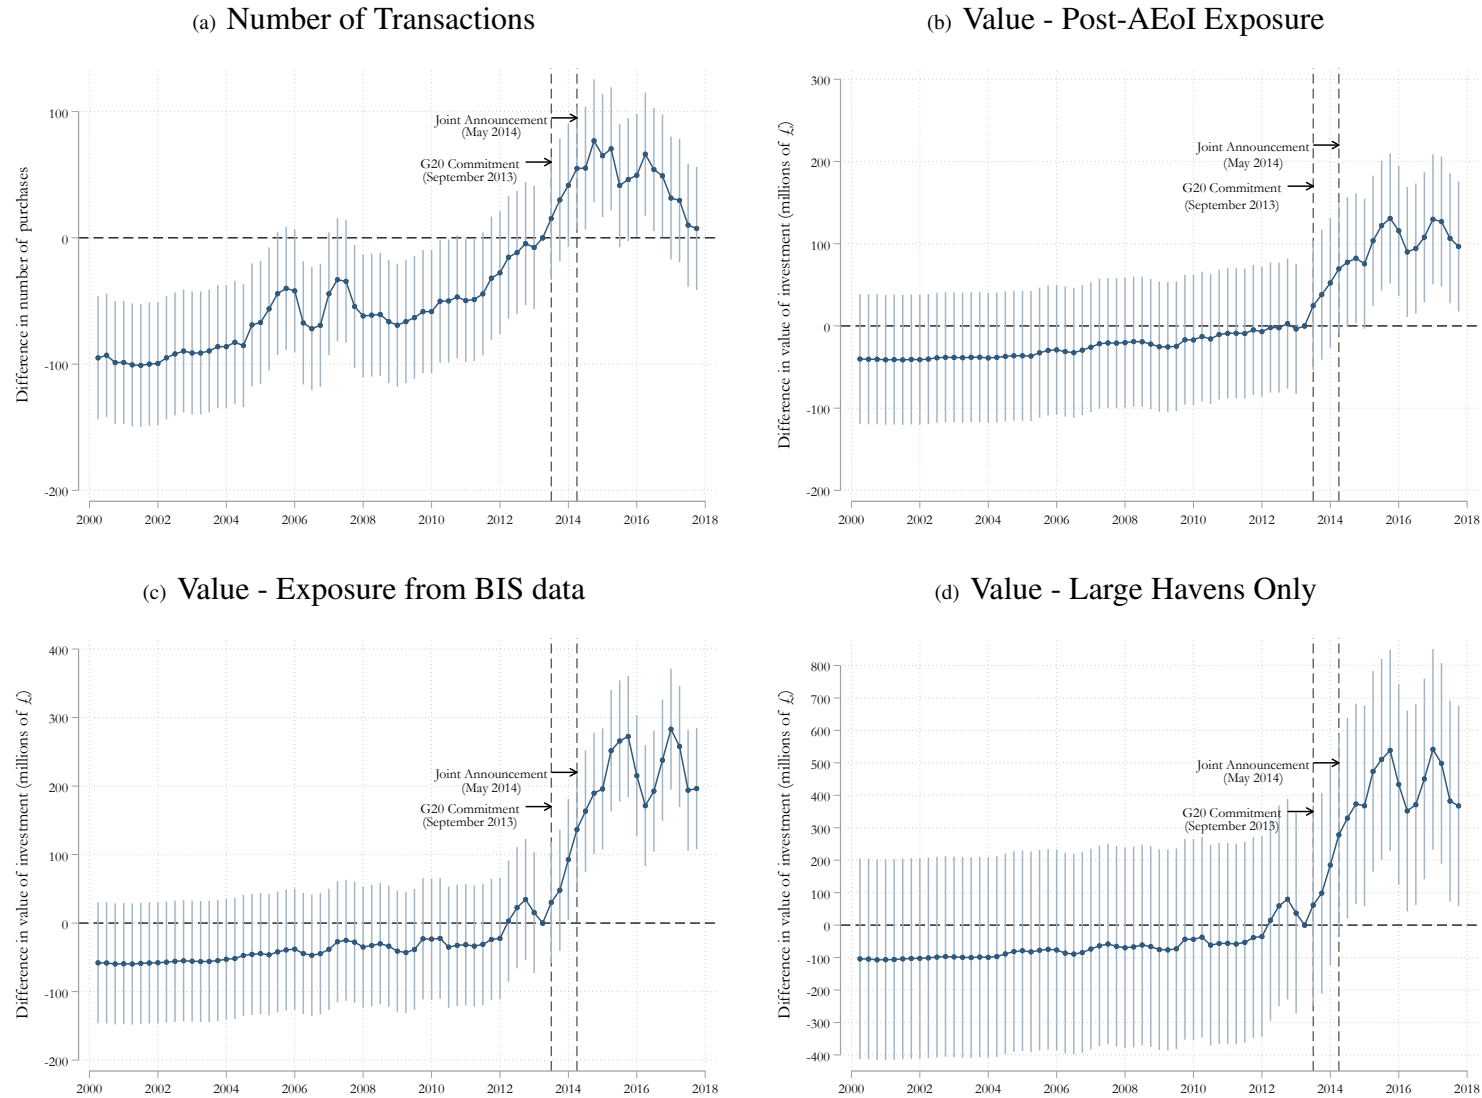 (a) Number of Transactions
Difference in number of purchases
100
0
-100
-200
Joint Announcement
(May 2014)
G20 Commitment
(September 2013)
2000 2002 2004 2006 2008 2010 2012 2014 2016 2018
(b) Value - Post-AEoI Exposure
Difference in value of investment (millions of £)
300
200
100
0
-100
-200
Joint Announcement
(May 2014)
G20 Commitment
(September 2013)
2000 2002 2004 2006 2008 2010 2012 2014 2016 2018
(c) Value - Exposure from BIS data
Difference in value of investment (millions of £)
400
300
200
100
0
-100
-200
Joint Announcement
(May 2014)
G20 Commitment
(September 2013)
2000 2002 2004 2006 2008 2010 2012 2014 2016 2018
(d) Value - Large Havens Only
Difference in value of investment (millions of £)
800
700
600
500
400
300
200
100
0
-100
-200
-300
-400
Joint Announcement
(May 2014)
G20 Commitment
(September 2013)
2000 2002 2004 2006 2008 2010 2012 2014 2016 2018